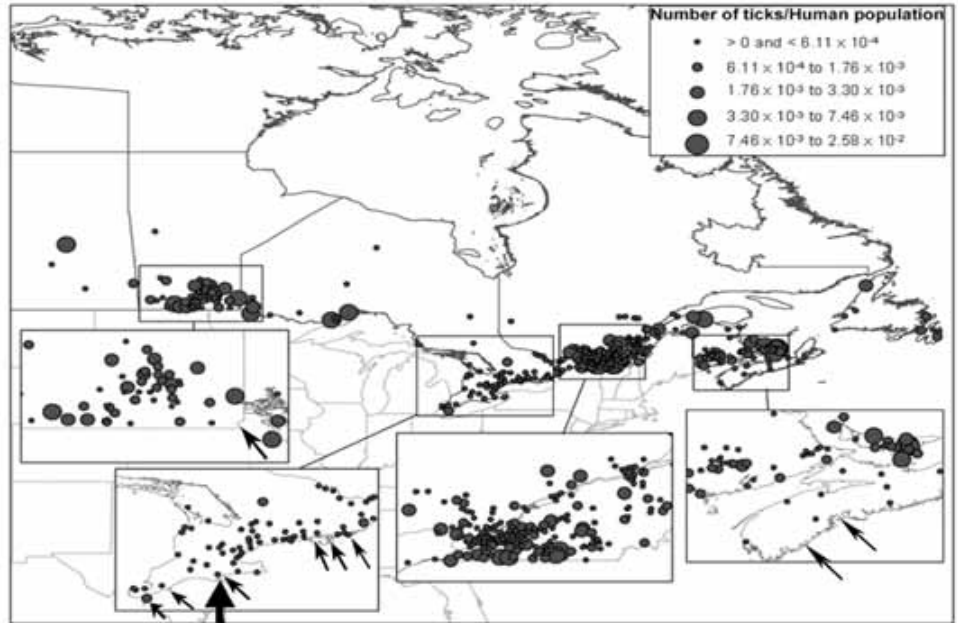 Number of ticks/Human population
> 0 and < 6.11 × 10⁻⁴
6.11 × 10⁻⁴ to 1.76 × 10⁻³
1.76 × 10⁻³ to 3.30 × 10⁻³
3.30 × 10⁻³ to 7.46 × 10⁻³
7.46 × 10⁻³ to 2.58 × 10⁻²